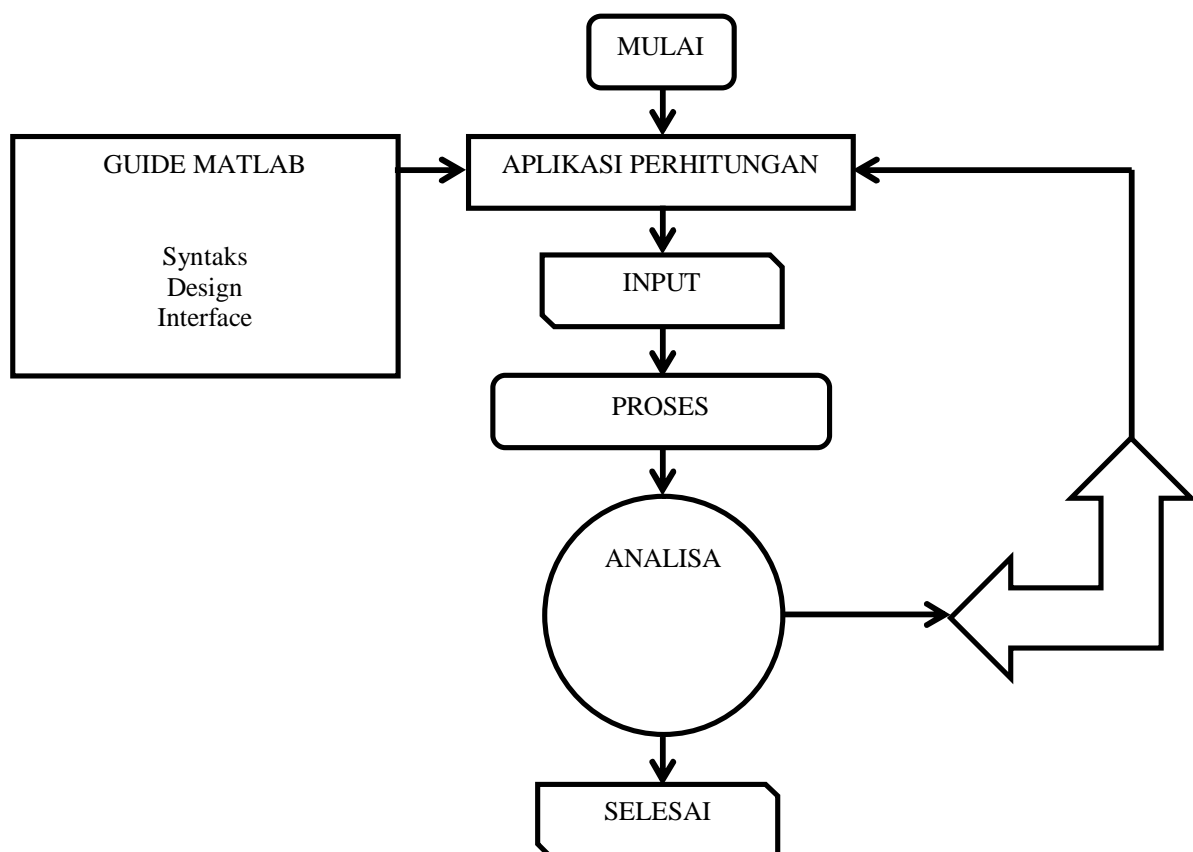 MULAI
GUIDE MATLAB
Syntaks
Design
Interface
APLIKASI PERHITUNGAN
INPUT
PROSES
ANALISA
SELESAI